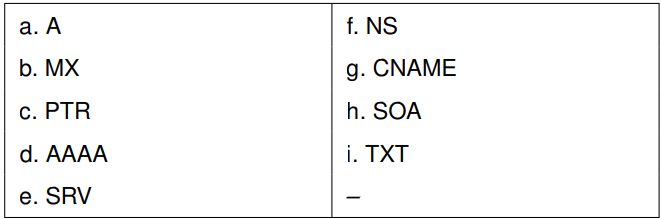 a. A
b. MX
c. PTR
d. AAAA
e. SRV
f. NS
g. CNAME
h. SOA
i. TXT
–